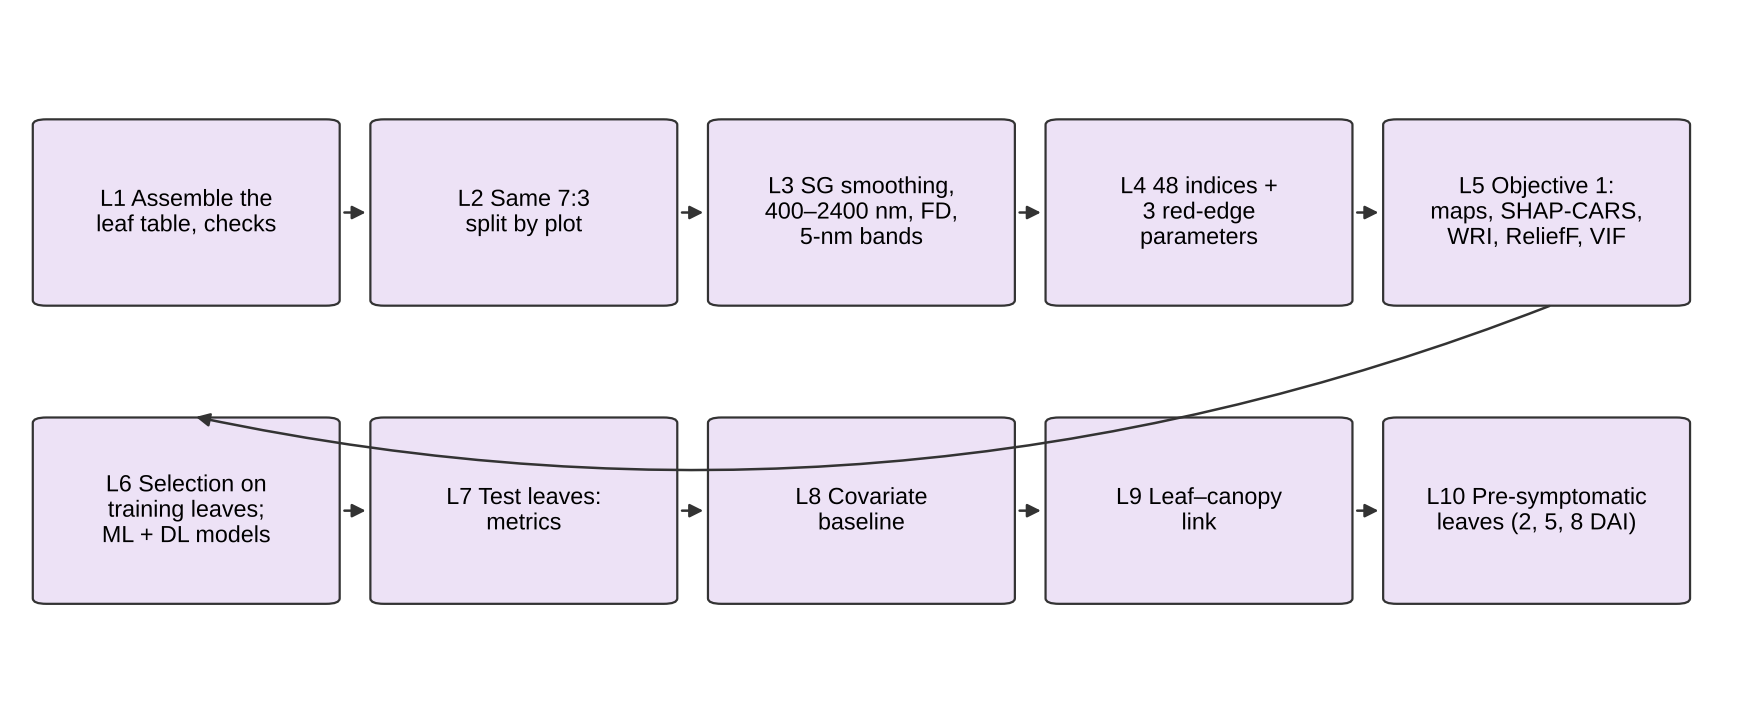 L1 Assemble the
leaf table, checks
L2 Same 7:3
split by plot
L3 SG smoothing,
400–2400 nm, FD,
5-nm bands
L4 48 indices +
3 red-edge
parameters
L5 Objective 1:
maps, SHAP-CARS,
WRI, ReliefF, VIF
L6 Selection on
training leaves;
ML + DL models
L7 Test leaves:
metrics
L8 Covariate
baseline
L9 Leaf–canopy
link
L10 Pre-symptomatic
leaves (2, 5, 8 DAI)